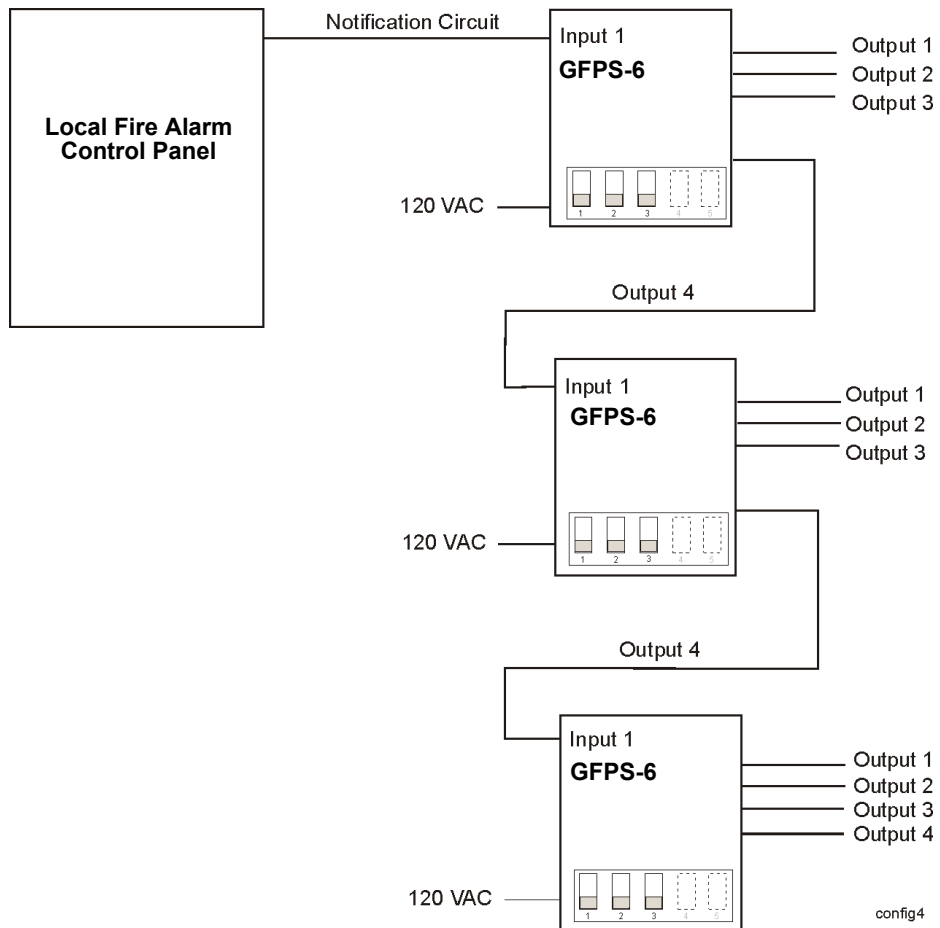 Notification Circuit
Local Fire Alarm
Control Panel
Input 1
GFPS-6
Output 1
Output 2
Output 3
120 VAC
1 2 3 4 5
Output 4
Input 1
GFPS-6
Output 1
Output 2
Output 3
120 VAC
1 2 3 4 5
Output 4
Input 1
GFPS-6
Output 1
Output 2
Output 3
Output 4
120 VAC
1 2 3 4 5
config4